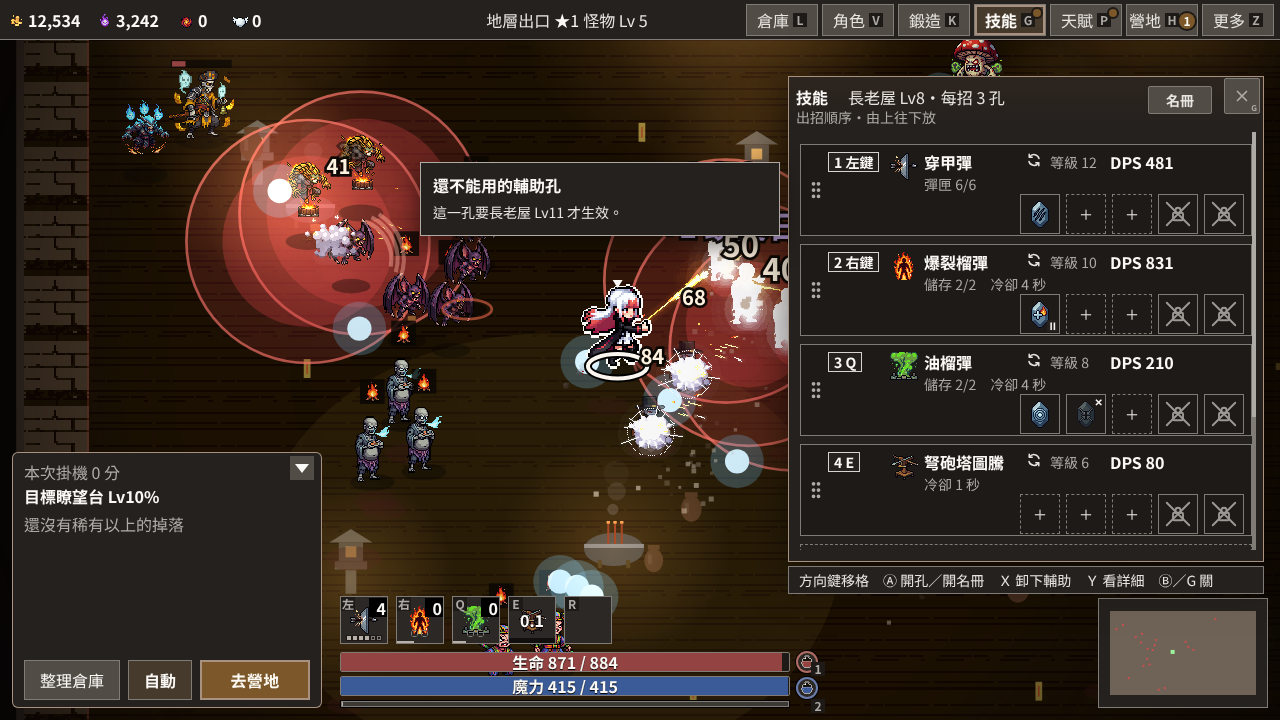 12,534 3,242 0 0
地層出口 ★1 怪物 Lv 5
倉庫 L 角色 V 鍛造 K 技能 G 天賦 P 營地 H 1 更多 Z
技能 長老屋 Lv8・每招 3 孔 名冊 × G
出招順序・由上往下放
1 左鍵 穿甲彈 等級 12 DPS 481
彈匣 6/6
+ +
2 右鍵 爆裂榴彈 等級 10 DPS 831
儲存 2/2 冷卻 4 秒
II + +
3 Q 油榴彈 等級 8 DPS 210
儲存 2/2 冷卻 4 秒
× +
4 E 弩砲塔圖騰 等級 6 DPS 80
冷卻 1 秒
+ + +
方向鍵移格 Ⓐ 開孔／開名冊 X 卸下輔助 Y 看詳細 Ⓑ／G 關
還不能用的輔助孔
這一孔要長老屋 Lv11 才生效。
41
50
40
68
84
本次掛機 0 分
目標瞭望台 Lv10%
還沒有稀有以上的掉落
整理倉庫 自動 去營地
左 4 右 0 Q 0 E 0.1 R
生命 871 / 884 1
魔力 415 / 415 2